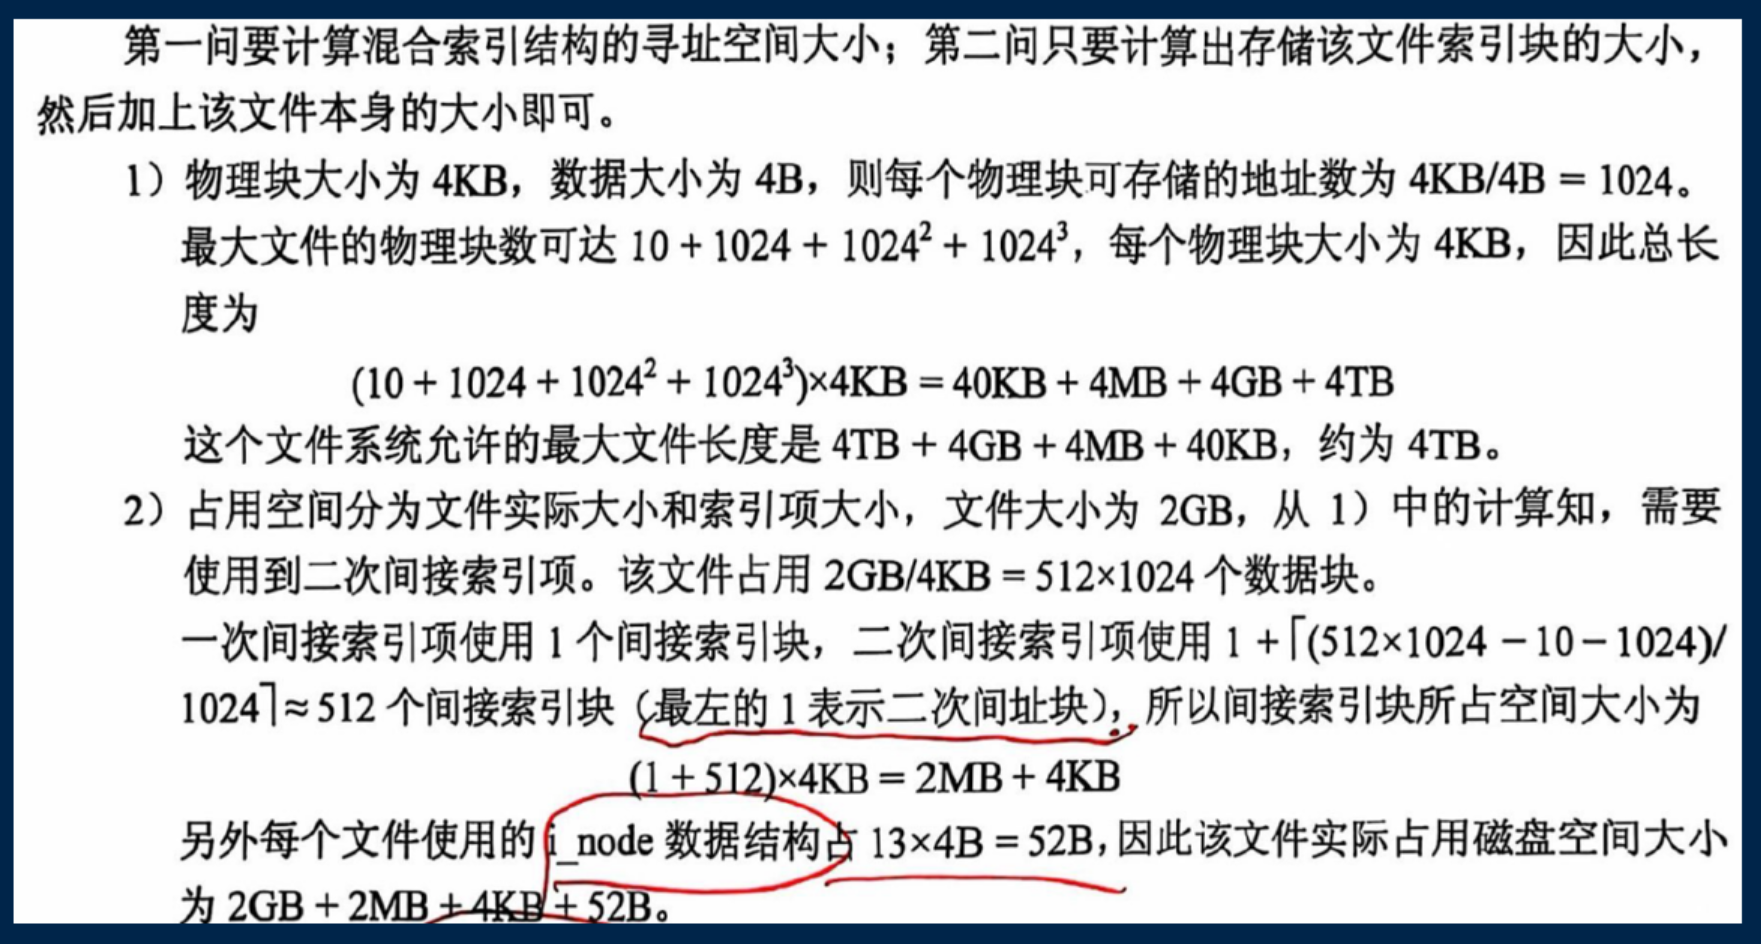 第一问要计算混合索引结构的寻址空间大小；第二问只要计算出存储该文件索引块的大小，
然后加上该文件本身的大小即可。
1）物理块大小为 4KB，数据大小为 4B，则每个物理块可存储的地址数为 4KB/4B = 1024。
最大文件的物理块数可达 10 + 1024 + 1024² + 1024³，每个物理块大小为 4KB，因此总长
度为
(10 + 1024 + 1024² + 1024³)×4KB = 40KB + 4MB + 4GB + 4TB
这个文件系统允许的最大文件长度是 4TB + 4GB + 4MB + 40KB，约为 4TB。
2）占用空间分为文件实际大小和索引项大小，文件大小为 2GB，从 1）中的计算知，需要
使用到二次间接索引项。该文件占用 2GB/4KB = 512×1024 个数据块。
一次间接索引项使用 1 个间接索引块，二次间接索引项使用 1 +⌈(512×1024 − 10 − 1024)/
1024⌉≈ 512 个间接索引块（最左的 1 表示二次间址块），所以间接索引块所占空间大小为
(1 + 512)×4KB = 2MB + 4KB
另外每个文件使用的 i_node 数据结构占 13×4B = 52B，因此该文件实际占用磁盘空间大小
为 2GB + 2MB + 4KB + 52B。